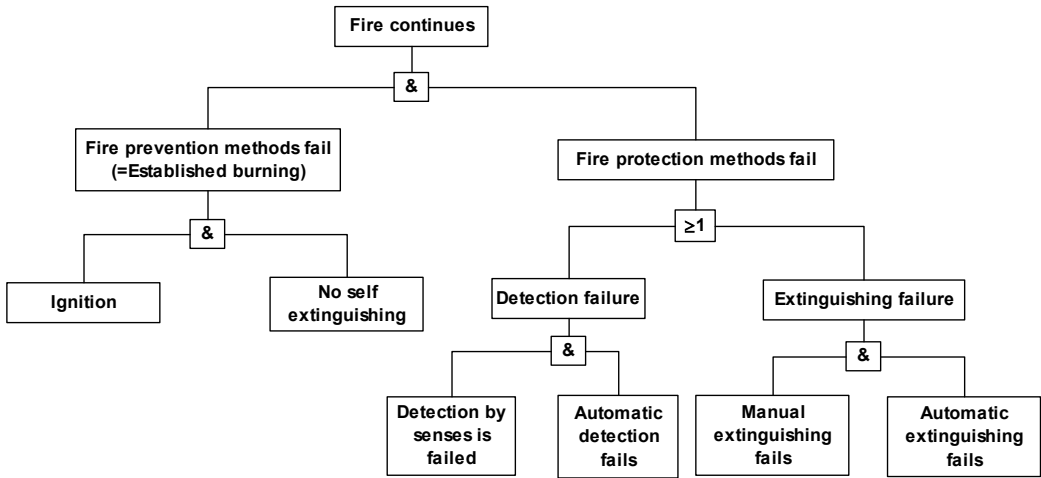 Fire continues
&
Fire prevention methods fail
(=Established burning)
Fire protection methods fail
&
≥1
Ignition
No self
extinguishing
Detection failure
Extinguishing failure
&
&
Detection by
senses is
failed
Automatic
detection
fails
Manual
extinguishing
fails
Automatic
extinguishing
fails